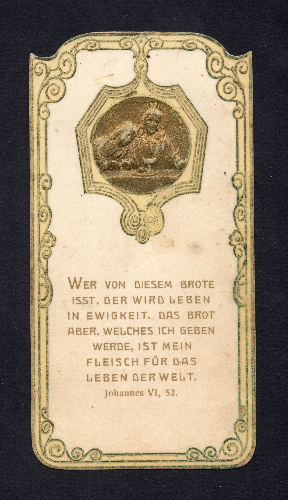 WER VON DIESEM BROTE
ISST, DER WIRD LEBEN
IN EWIGKEIT. DAS BROT
ABER, WELCHES ICH GEBEN
WERDE, IST MEIN
FLEISCH FÜR DAS
LEBEN DER WELT.
Johannes VI, 52.